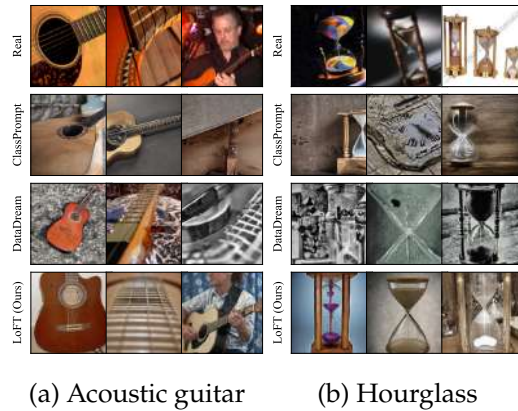 Real
ClassPrompt
DataDream
LoFT (Ours)
(a) Acoustic guitar
Real
ClassPrompt
DataDream
LoFT (Ours)
(b) Hourglass